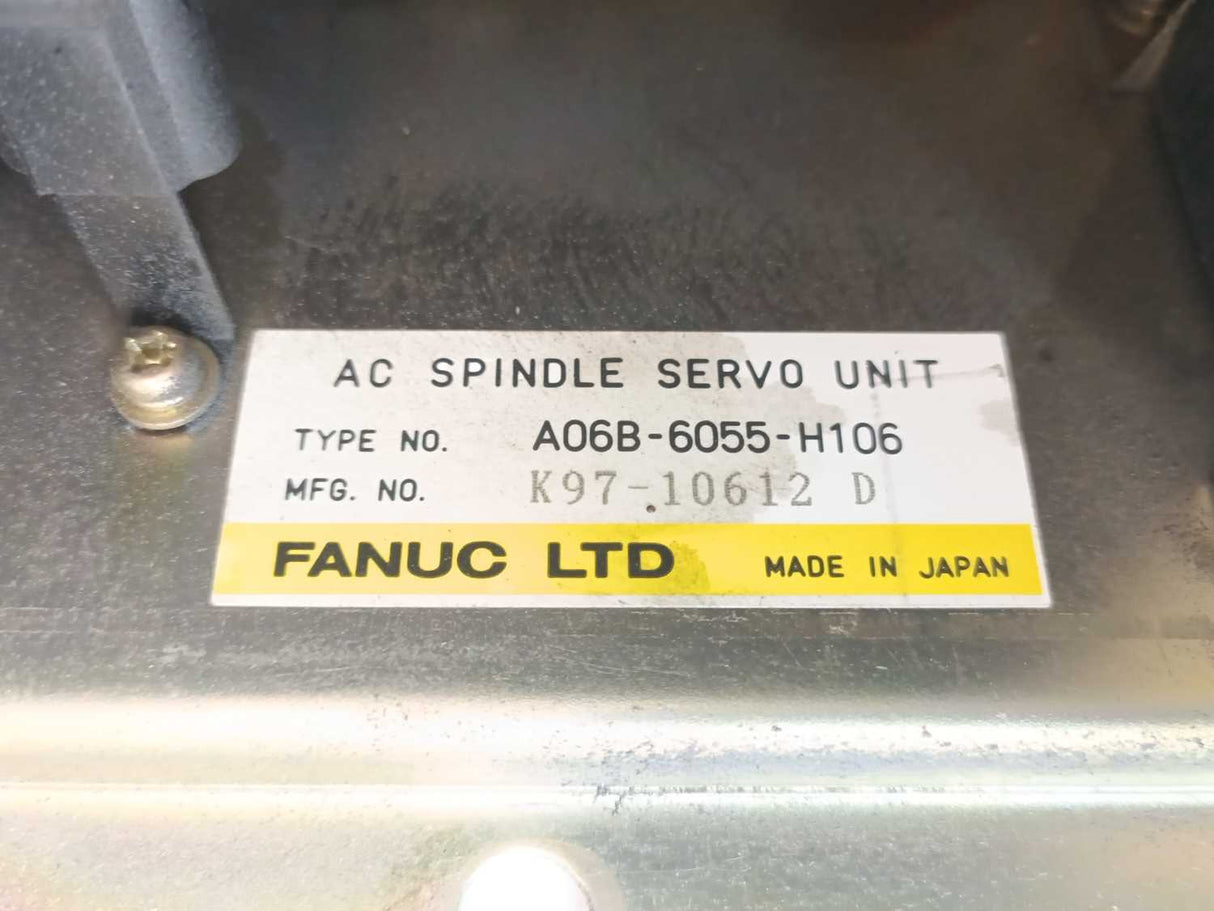 AC SPINDLE SERVO UNIT
TYPE NO. A06B-6055-H106
MFG. NO. K97-10612 D
FANUC LTD MADE IN JAPAN